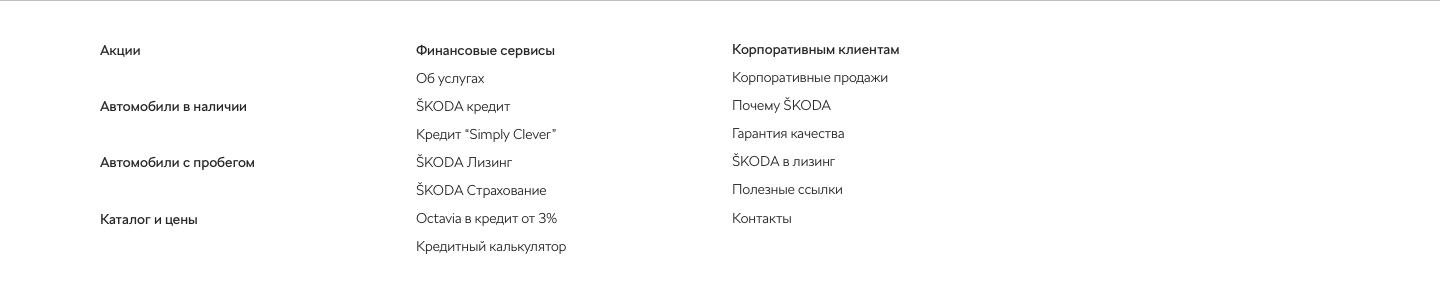 Акции
Автомобили в наличии
Автомобили с пробегом
Каталог и цены
Финансовые сервисы
Об услугах
ŠKODA кредит
Кредит “Simply Clever”
ŠKODA Лизинг
ŠKODA Страхование
Octavia в кредит от 3%
Кредитный калькулятор
Корпоративным клиентам
Корпоративные продажи
Почему ŠKODA
Гарантия качества
ŠKODA в лизинг
Полезные ссылки
Контакты